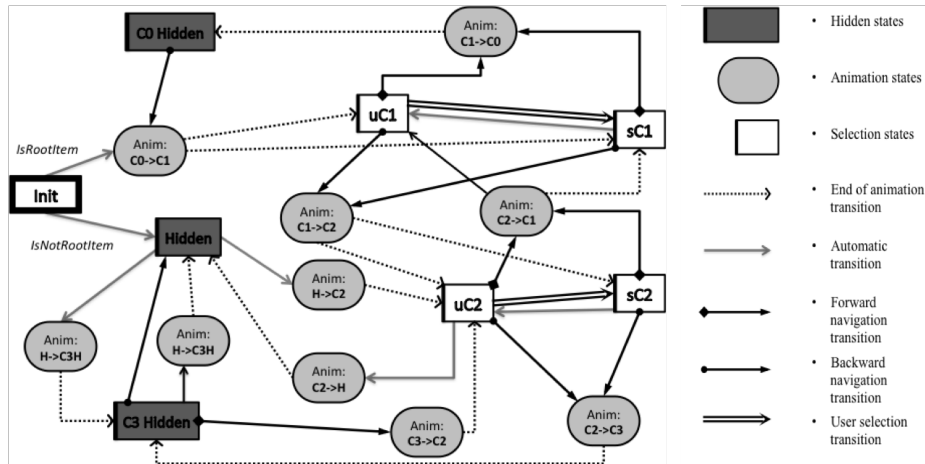 C0 Hidden
Anim:
C1->C0
uC1
sC1
IsRootItem
Anim:
C0->C1
Init
IsNotRootItem
Hidden
Anim:
C1->C2
Anim:
C2->C1
Anim:
H->C2
uC2
sC2
Anim:
H->C3H
Anim:
H->C3H
Anim:
C2->H
C3 Hidden
Anim:
C3->C2
Anim:
C2->C3
• Hidden states
• Animation states
• Selection states
• End of animation
transition
• Automatic
transition
• Forward
navigation
transition
• Backward
navigation
transition
• User selection
transition